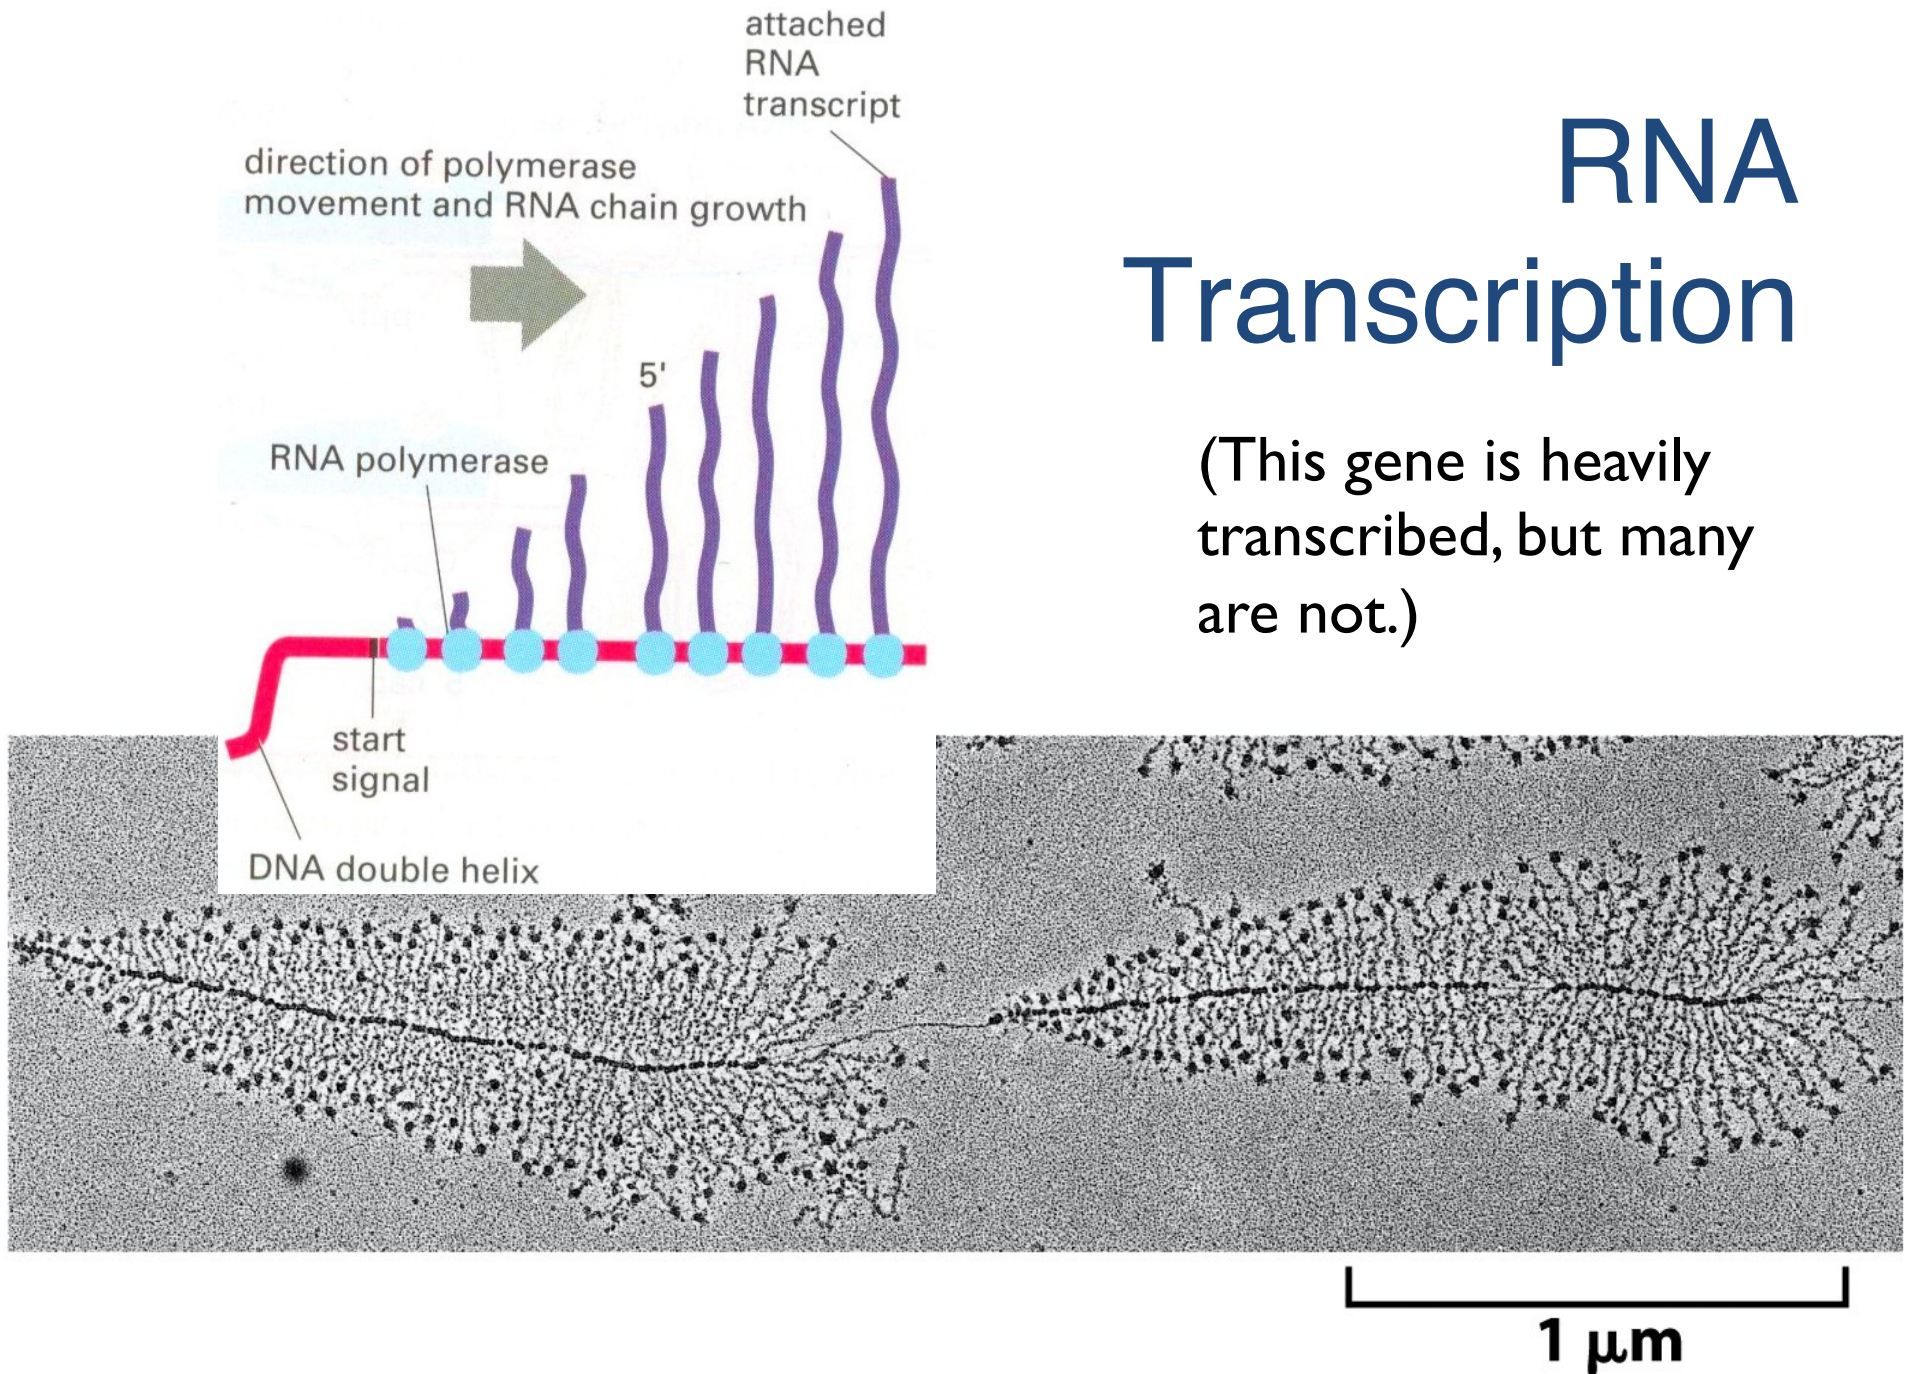 attached
RNA
transcript
direction of polymerase
movement and RNA chain growth
5'
RNA polymerase
start
signal
DNA double helix
RNA
Transcription
(This gene is heavily
transcribed, but many
are not.)
1 μm